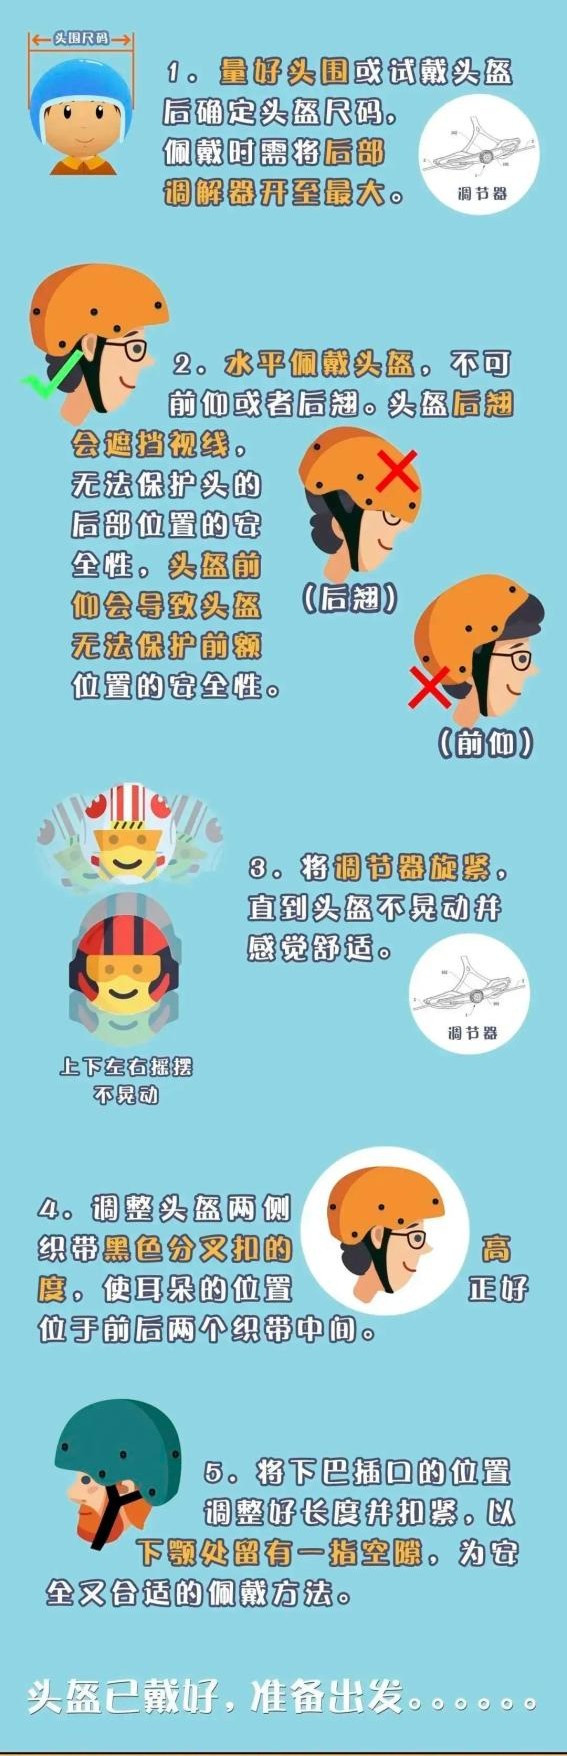 头围尺码
1. 量好头围或试戴头盔
后确定头盔尺码，
佩戴时需将后部
调解器开至最大。
调节器
2. 水平佩戴头盔，不可
前仰或者后翘。头盔后翘
会遮挡视线，
无法保护头的
后部位置的安
全性，头盔前
仰会导致头盔
无法保护前额
位置的安全性。
（后翘）
（前仰）
3. 将调节器旋紧，
直到头盔不晃动并
感觉舒适。
调节器
上下左右摇摆
不晃动
4. 调整头盔两侧
织带黑色分叉扣的 高
度，使耳朵的位置 正好
位于前后两个织带中间。
5. 将下巴插口的位置
调整好长度并扣紧，以
下颚处留有一指空隙，为安
全又合适的佩戴方法。
头盔已戴好，准备出发。。。。。。